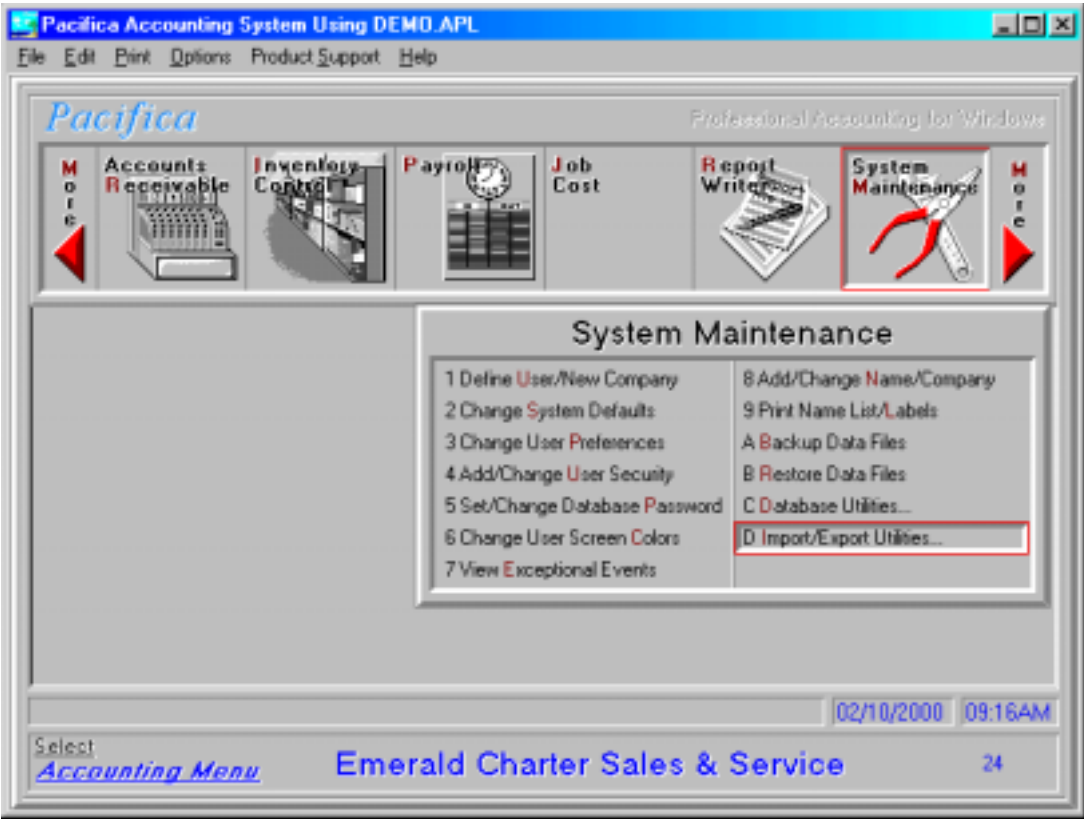 Pacifica Accounting System Using DEMO.APL
File Edit Print Options Product Support Help
Pacifica
Professional Accounting for Windows
More
Accounts Receivable
Inventory Control
Payroll
Job Cost
Report Writer
System Maintenance
More
System Maintenance
1 Define User/New Company
2 Change System Defaults
3 Change User Preferences
4 Add/Change User Security
5 Set/Change Database Password
6 Change User Screen Colors
7 View Exceptional Events
8 Add/Change Name/Company
9 Print Name List/Labels
A Backup Data Files
B Restore Data Files
C Database Utilities...
D Import/Export Utilities...
02/10/2000 09:16AM
Select
Accounting Menu
Emerald Charter Sales & Service
24